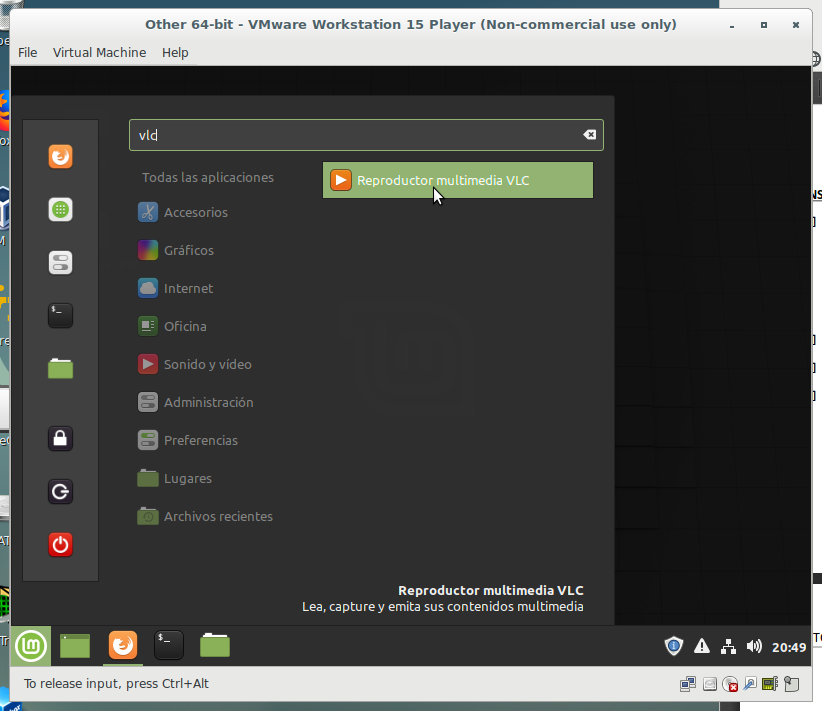 Other 64-bit - VMware Workstation 15 Player (Non-commercial use only)
File Virtual Machine Help
vlc
Todas las aplicaciones
Reproductor multimedia VLC
Accesorios
Gráficos
Internet
Oficina
Sonido y vídeo
Administración
Preferencias
Lugares
Archivos recientes
Reproductor multimedia VLC
Lea, capture y emita sus contenidos multimedia
20:49
To release input, press Ctrl+Alt